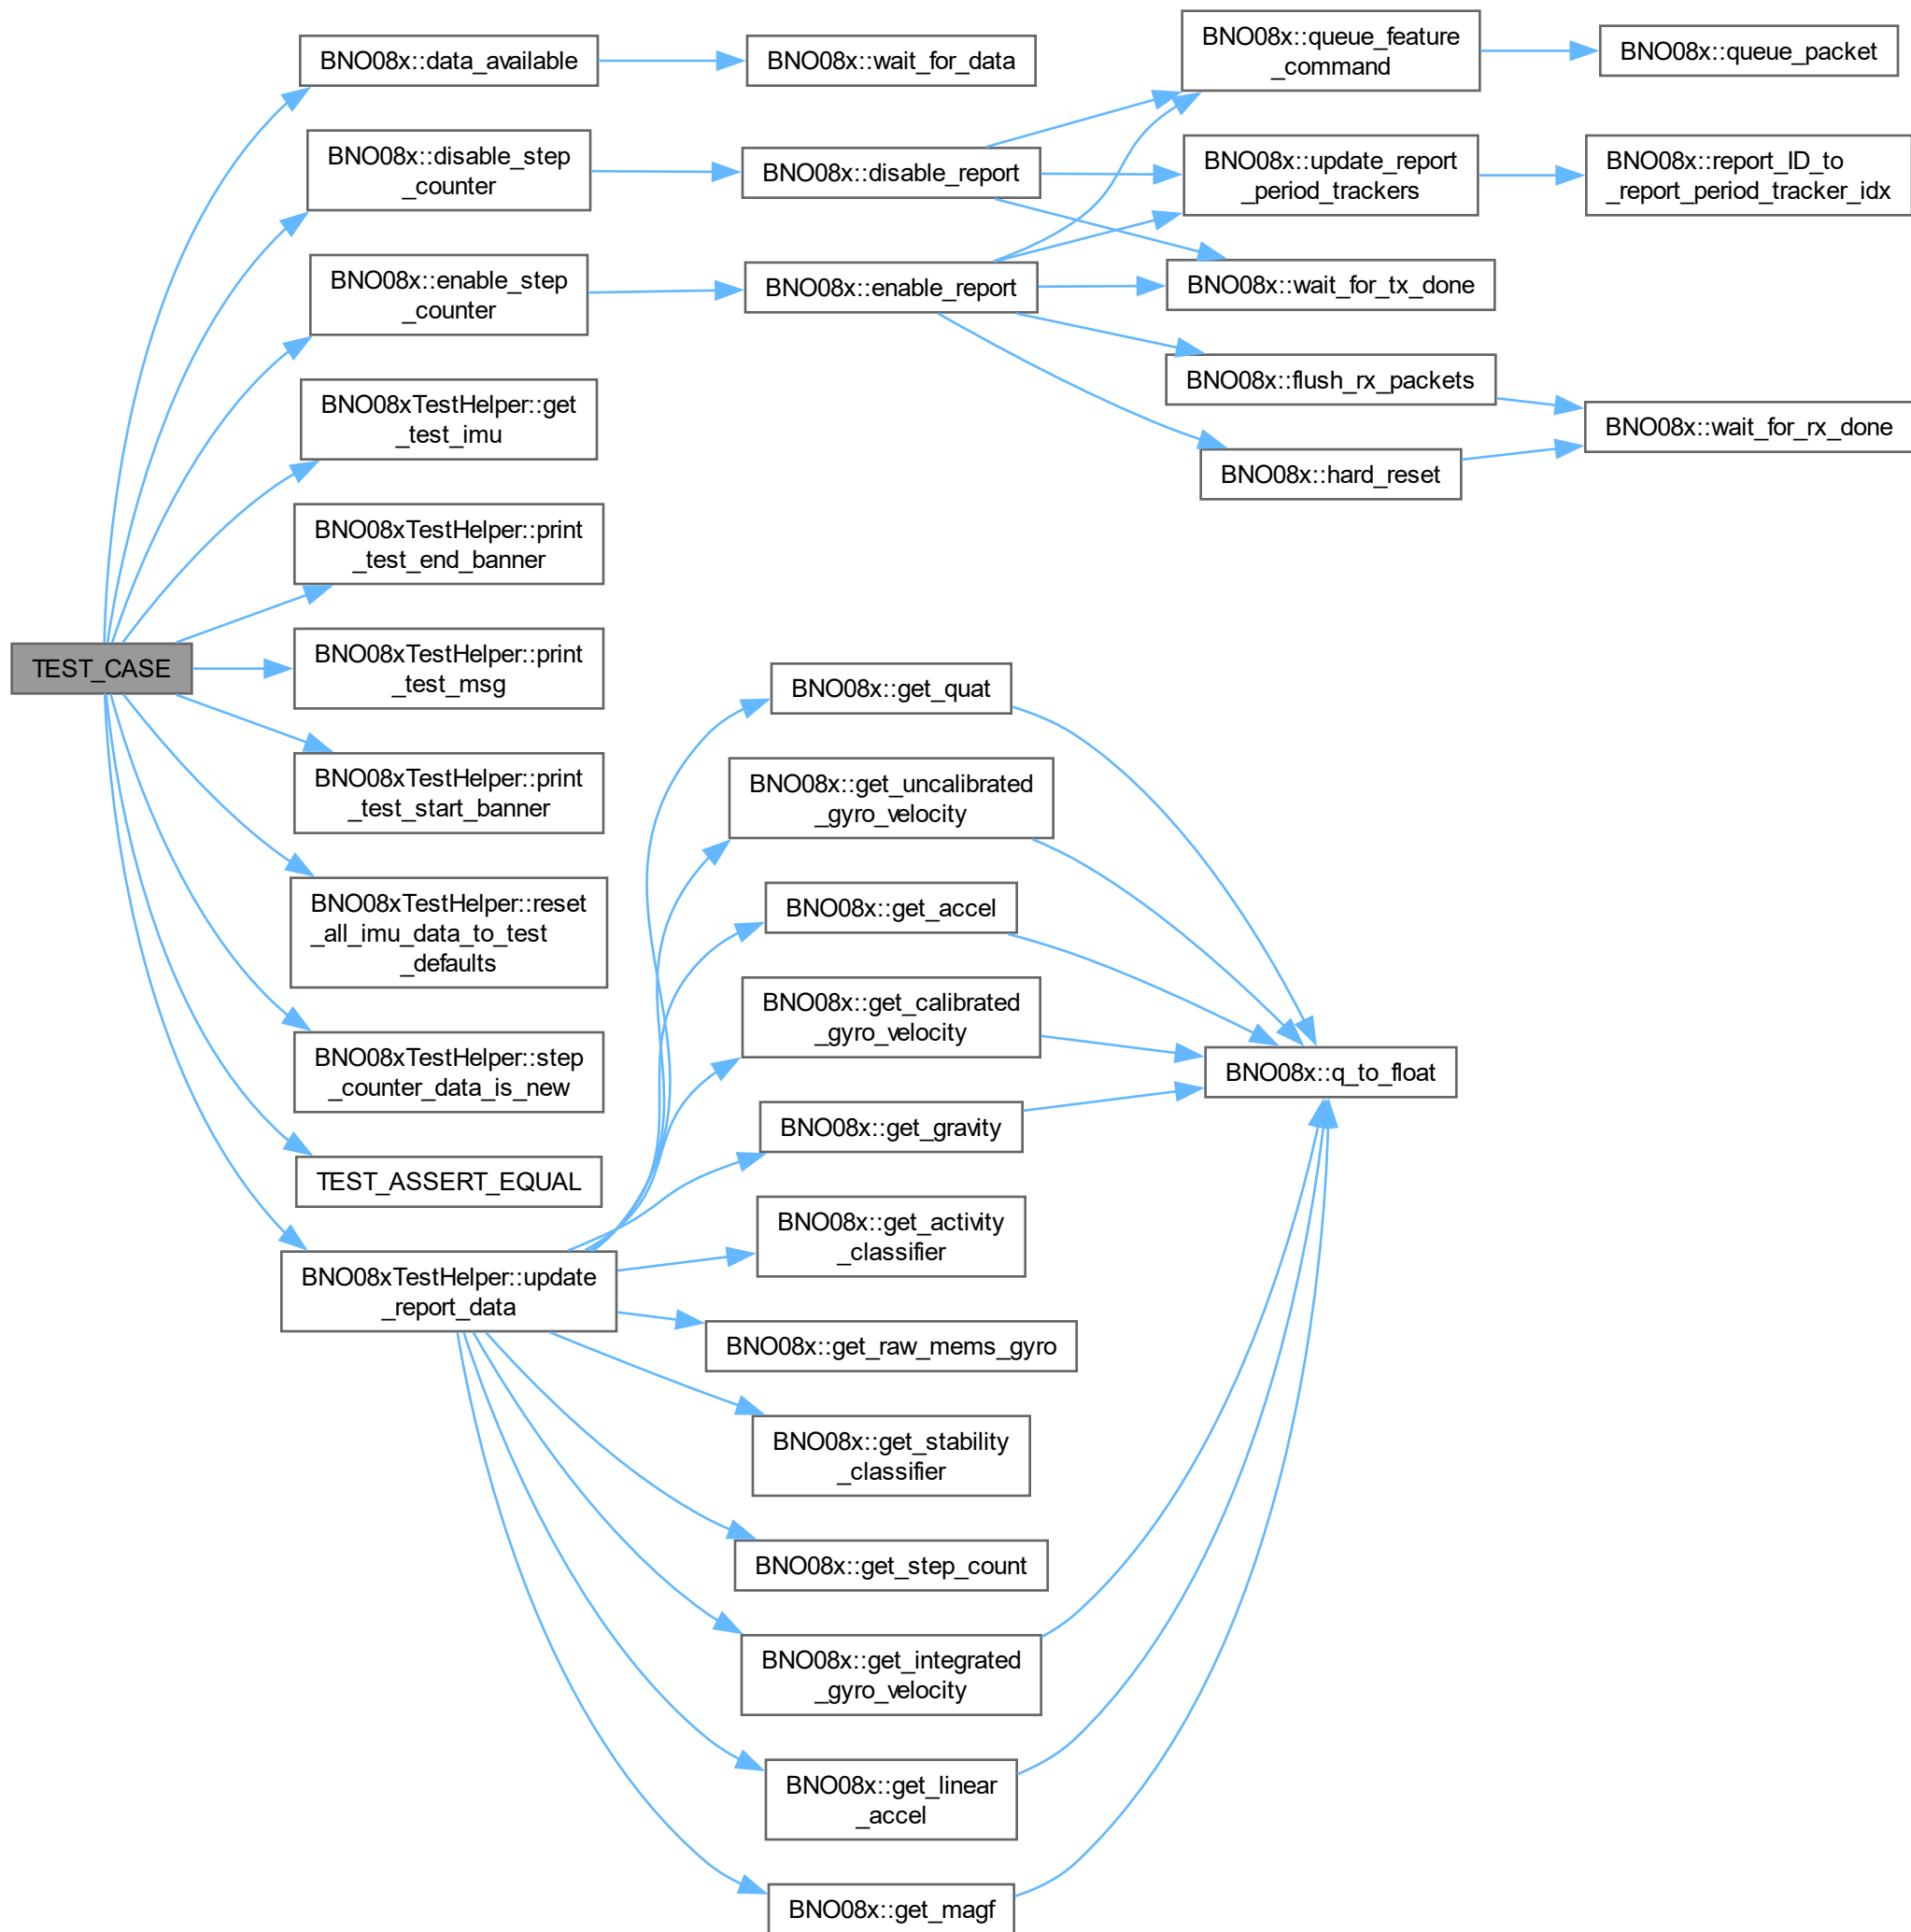 TEST_CASE
BNO08x::data_available
BNO08x::disable_step
_counter
BNO08x::enable_step
_counter
BNO08xTestHelper::get
_test_imu
BNO08xTestHelper::print
_test_end_banner
BNO08xTestHelper::print
_test_msg
BNO08xTestHelper::print
_test_start_banner
BNO08xTestHelper::reset
_all_imu_data_to_test
_defaults
BNO08xTestHelper::step
_counter_data_is_new
TEST_ASSERT_EQUAL
BNO08xTestHelper::update
_report_data
BNO08x::wait_for_data
BNO08x::disable_report
BNO08x::enable_report
BNO08x::get_quat
BNO08x::get_uncalibrated
_gyro_velocity
BNO08x::get_accel
BNO08x::get_calibrated
_gyro_velocity
BNO08x::get_gravity
BNO08x::get_activity
_classifier
BNO08x::get_raw_mems_gyro
BNO08x::get_stability
_classifier
BNO08x::get_step_count
BNO08x::get_integrated
_gyro_velocity
BNO08x::get_linear
_accel
BNO08x::get_magf
BNO08x::queue_feature
_command
BNO08x::update_report
_period_trackers
BNO08x::wait_for_tx_done
BNO08x::flush_rx_packets
BNO08x::hard_reset
BNO08x::q_to_float
BNO08x::queue_packet
BNO08x::report_ID_to
_report_period_tracker_idx
BNO08x::wait_for_rx_done